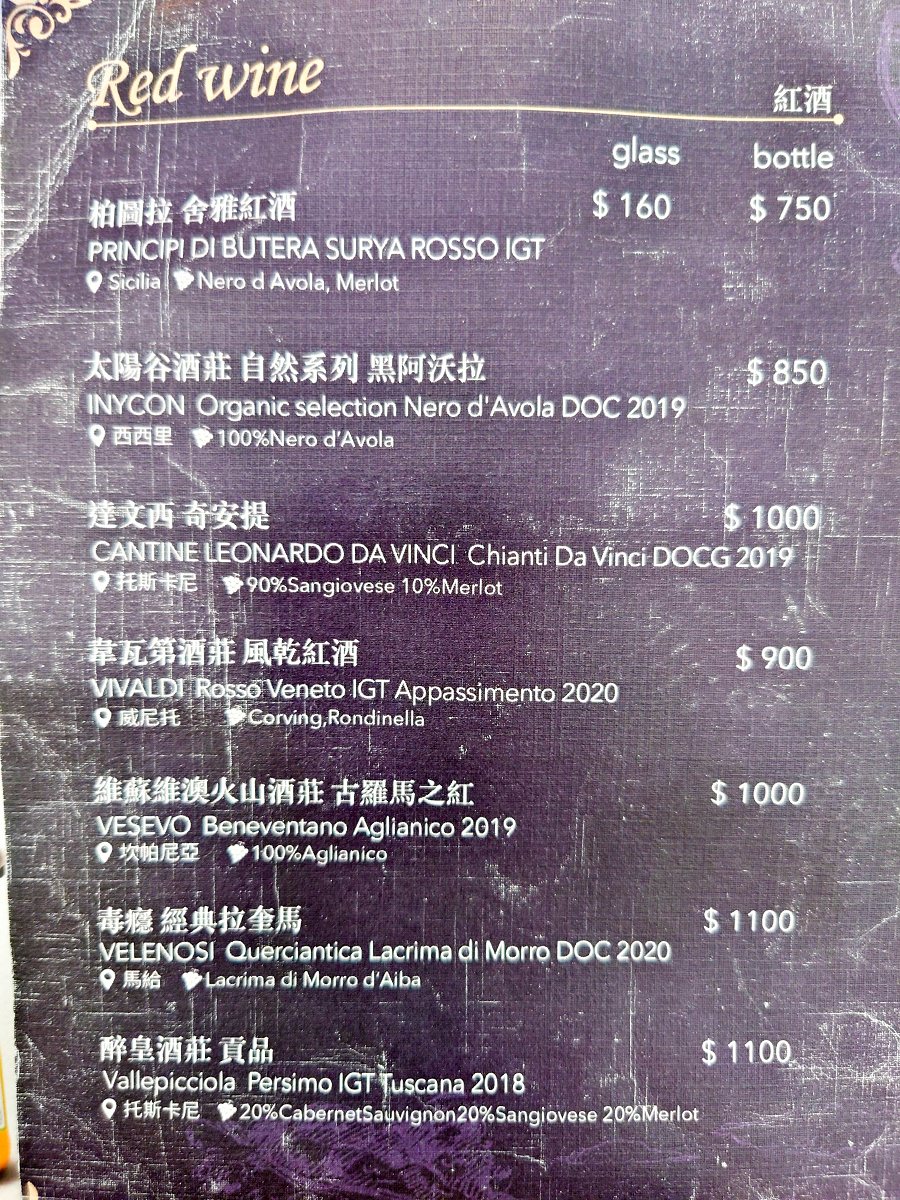 Red wine
紅酒
glass bottle
柏圖拉 舍雅紅酒 $ 160 $ 750
PRINCIPI DI BUTERA SURYA ROSSO IGT
Sicilia Nero d Avola, Merlot
太陽谷酒莊 自然系列 黑阿沃拉 $ 850
INYCON Organic selection Nero d'Avola DOC 2019
西西里 100%Nero d’Avola
達文西 奇安提 $ 1000
CANTINE LEONARDO DA VINCI Chianti Da Vinci DOCG 2019
托斯卡尼 90%Sangiovese 10%Merlot
韋瓦第酒莊 風乾紅酒 $ 900
VIVALDI Rosso Veneto IGT Appassimento 2020
威尼托 Corving,Rondinella
維蘇維澳火山酒莊 古羅馬之紅 $ 1000
VESEVO Beneventano Aglianico 2019
坎帕尼亞 100%Aglianico
毒癮 經典拉奎馬 $ 1100
VELENOSI Querciantica Lacrima di Morro DOC 2020
馬給 Lacrima di Morro d’Aiba
醉皇酒莊 貢品 $ 1100
Vallepicciola Persimo IGT Tuscana 2018
托斯卡尼 20%CabernetSauvignon20%Sangiovese 20%Merlot